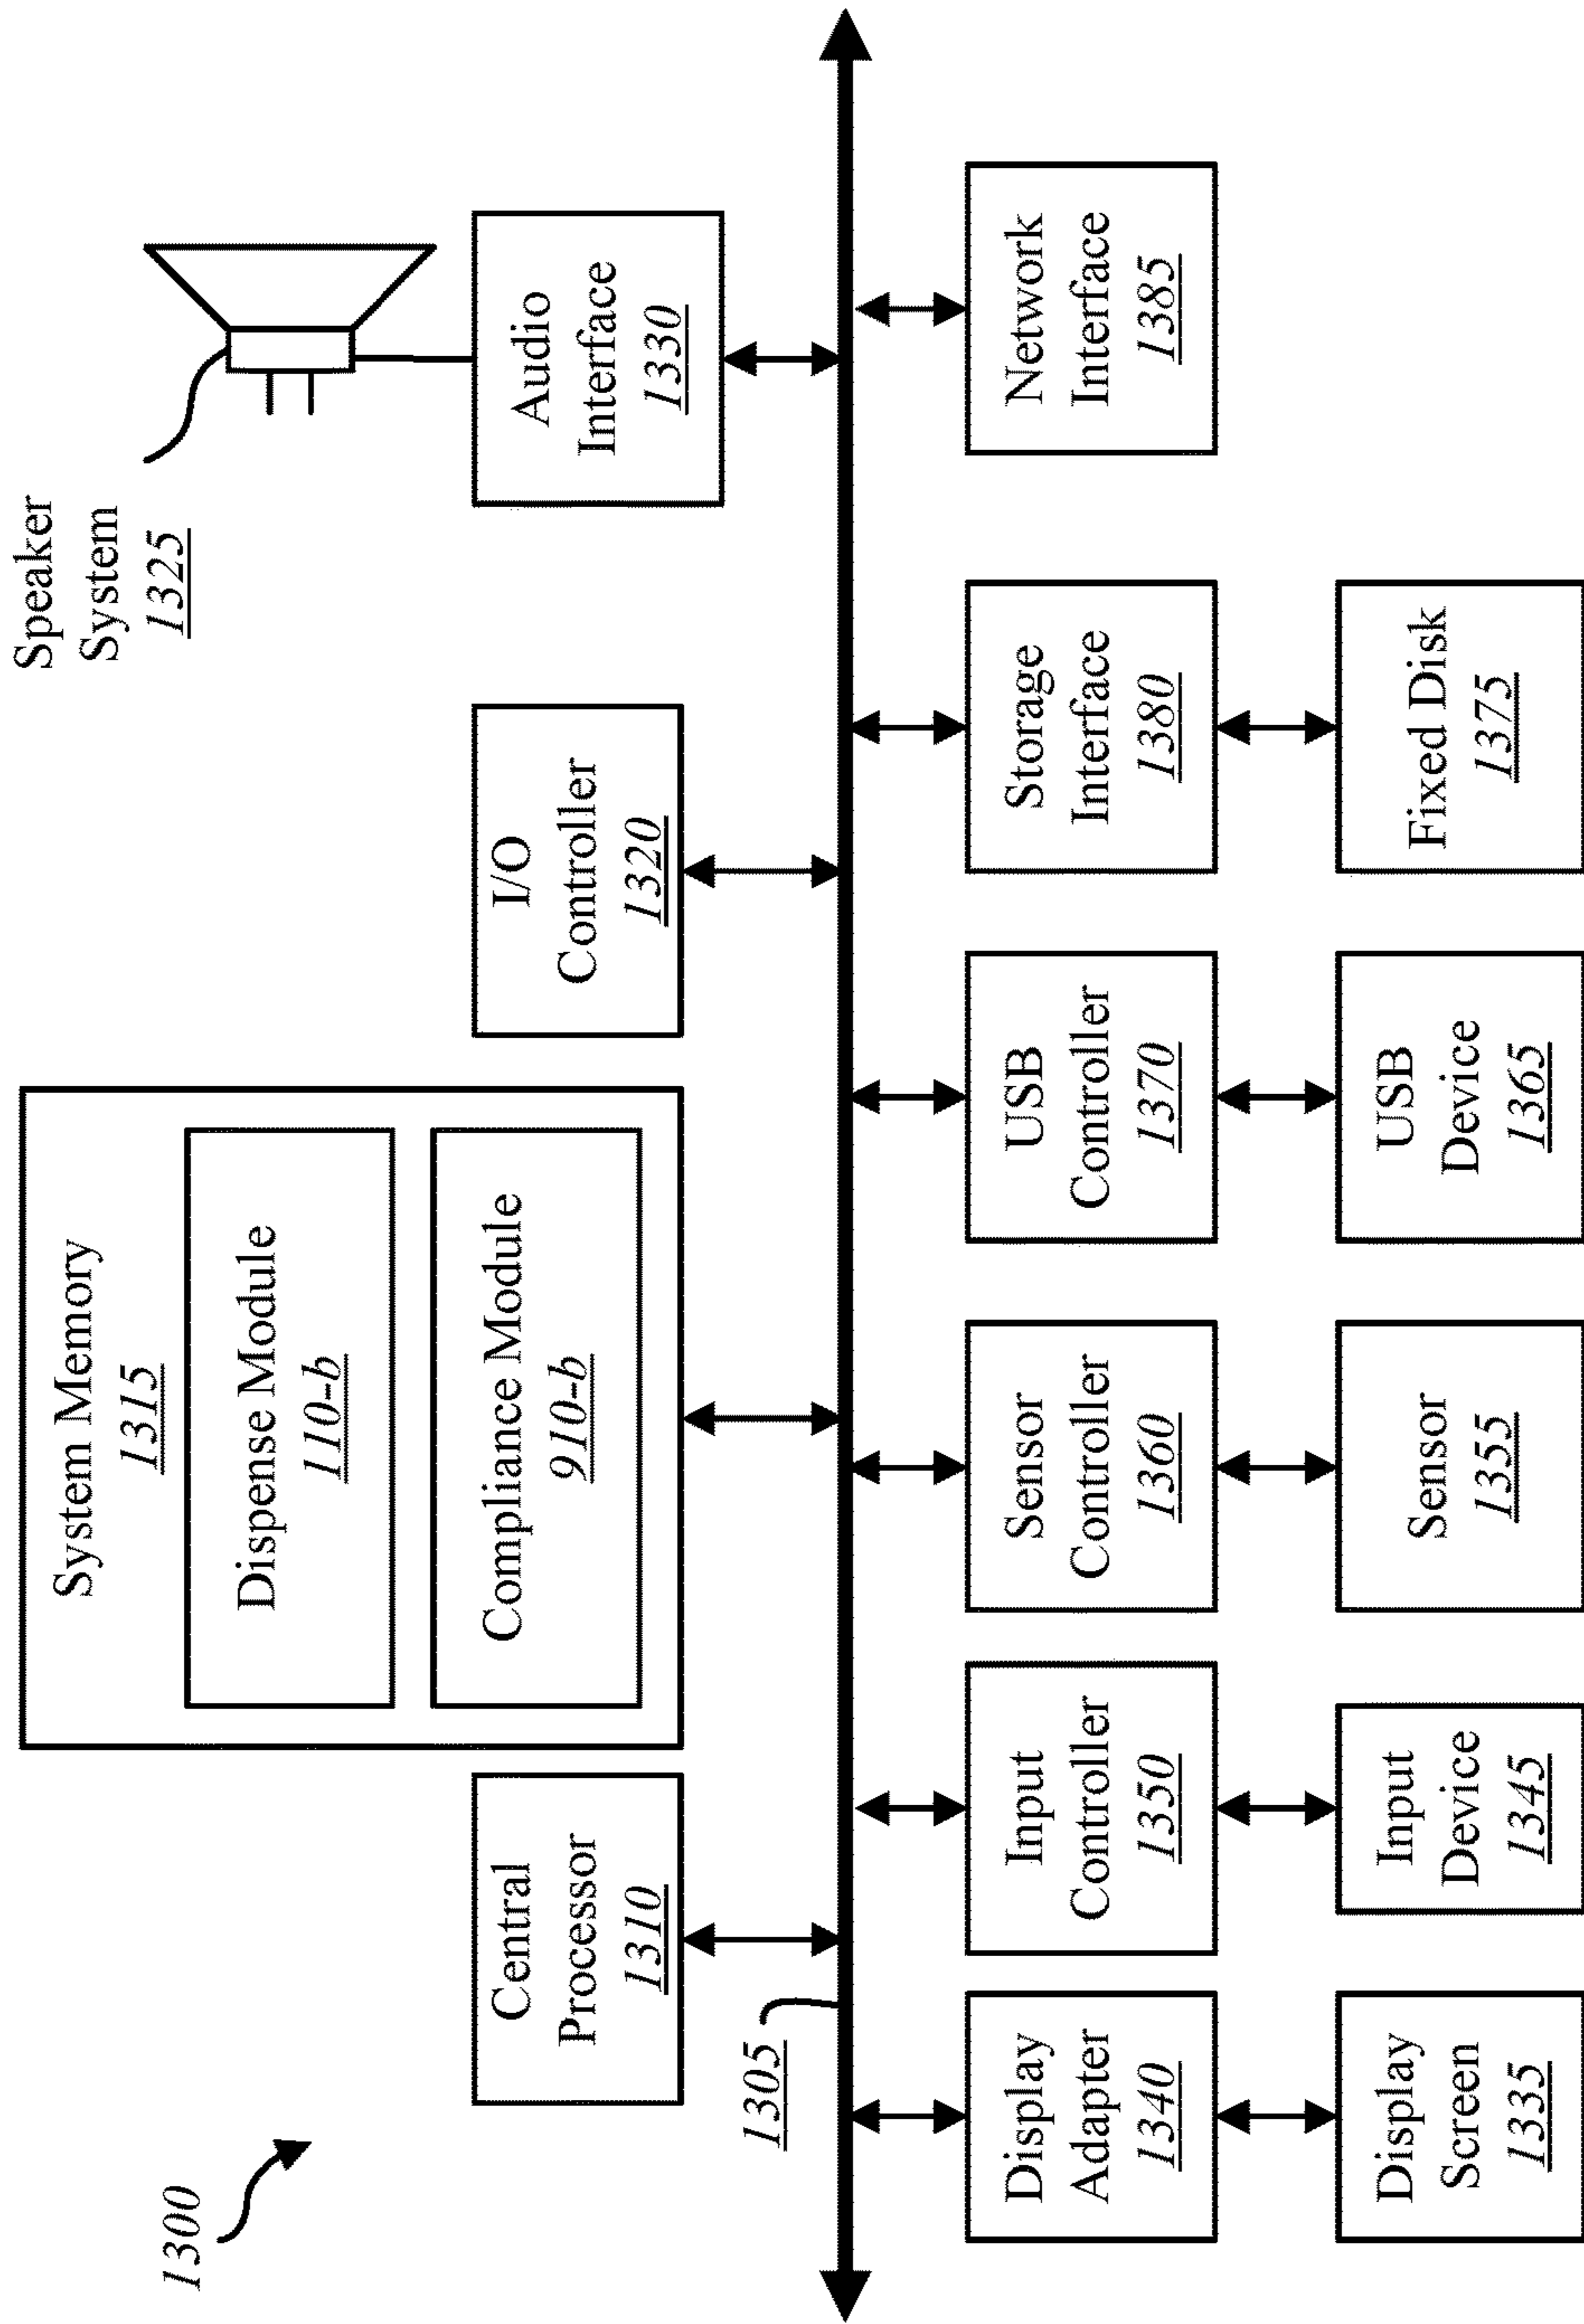 1300
Central
Processor
1310
System Memory
1315
Dispense Module
110-b
Compliance Module
910-b
I/O
Controller
1320
Speaker
System
1325
Audio
Interface
1330
1305
Display
Adapter
1340
Input
Controller
1350
Sensor
Controller
1360
USB
Controller
1370
Storage
Interface
1380
Network
Interface
1385
Display
Screen
1335
Input
Device
1345
Sensor
1355
USB
Device
1365
Fixed Disk
1375